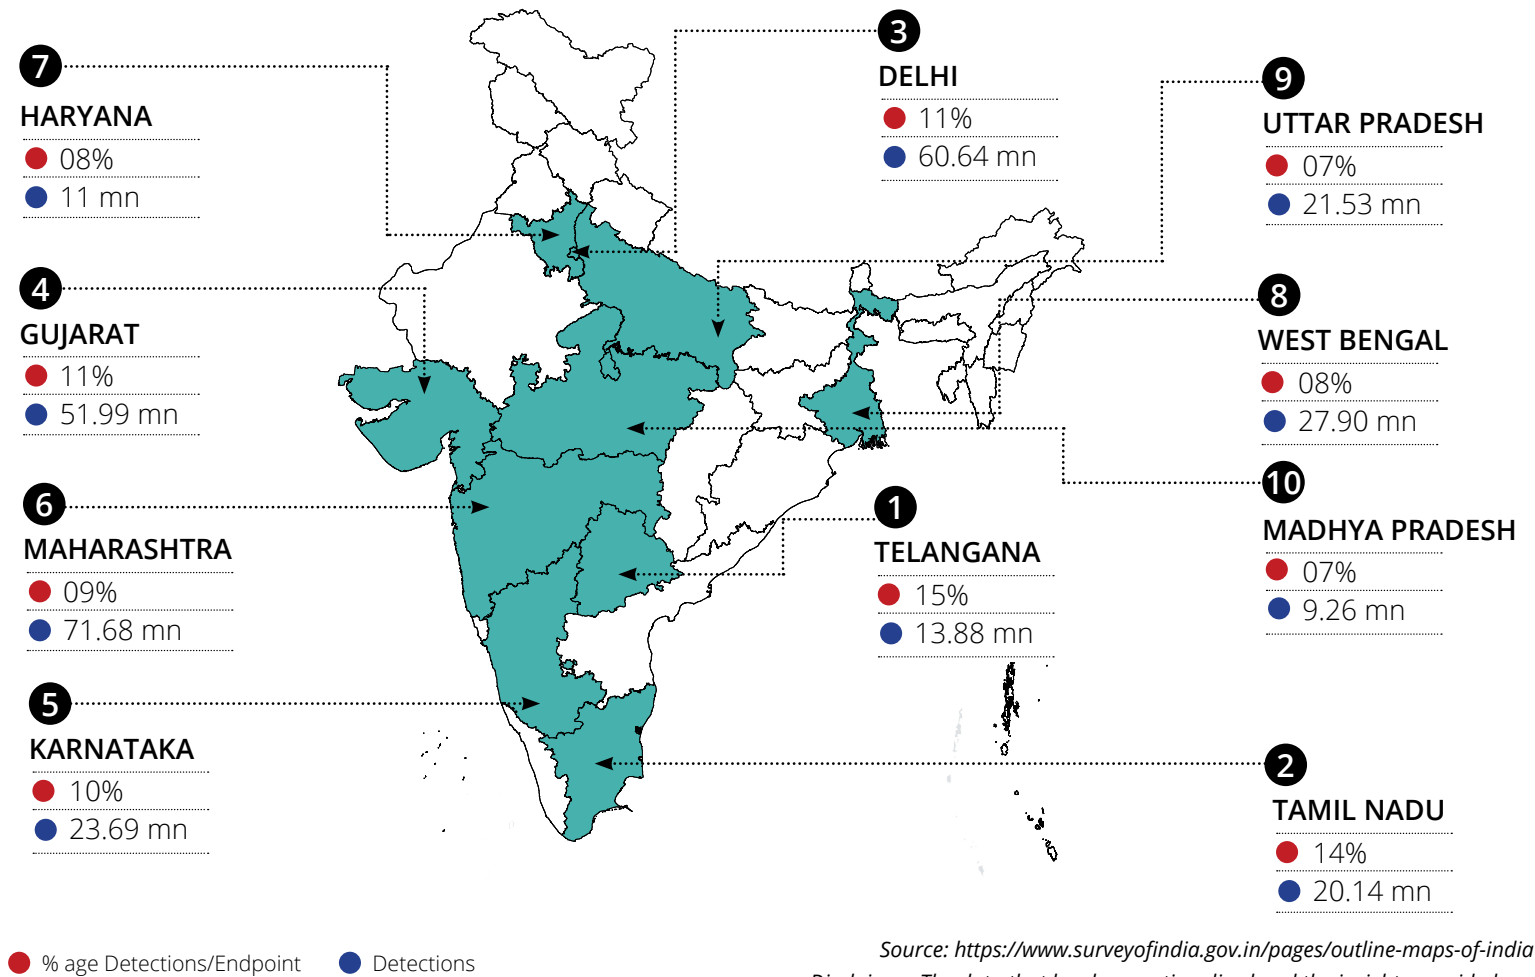 7
HARYANA
08%
11 mn
4
GUJARAT
11%
51.99 mn
6
MAHARASHTRA
09%
71.68 mn
5
KARNATAKA
10%
23.69 mn
3
DELHI
11%
60.64 mn
1
TELANGANA
15%
13.88 mn
9
UTTAR PRADESH
07%
21.53 mn
8
WEST BENGAL
08%
27.90 mn
10
MADHYA PRADESH
07%
9.26 mn
2
TAMIL NADU
14%
20.14 mn
% age Detections/Endpoint
Detections
Source: https://www.surveyofindia.gov.in/pages/outline-maps-of-india